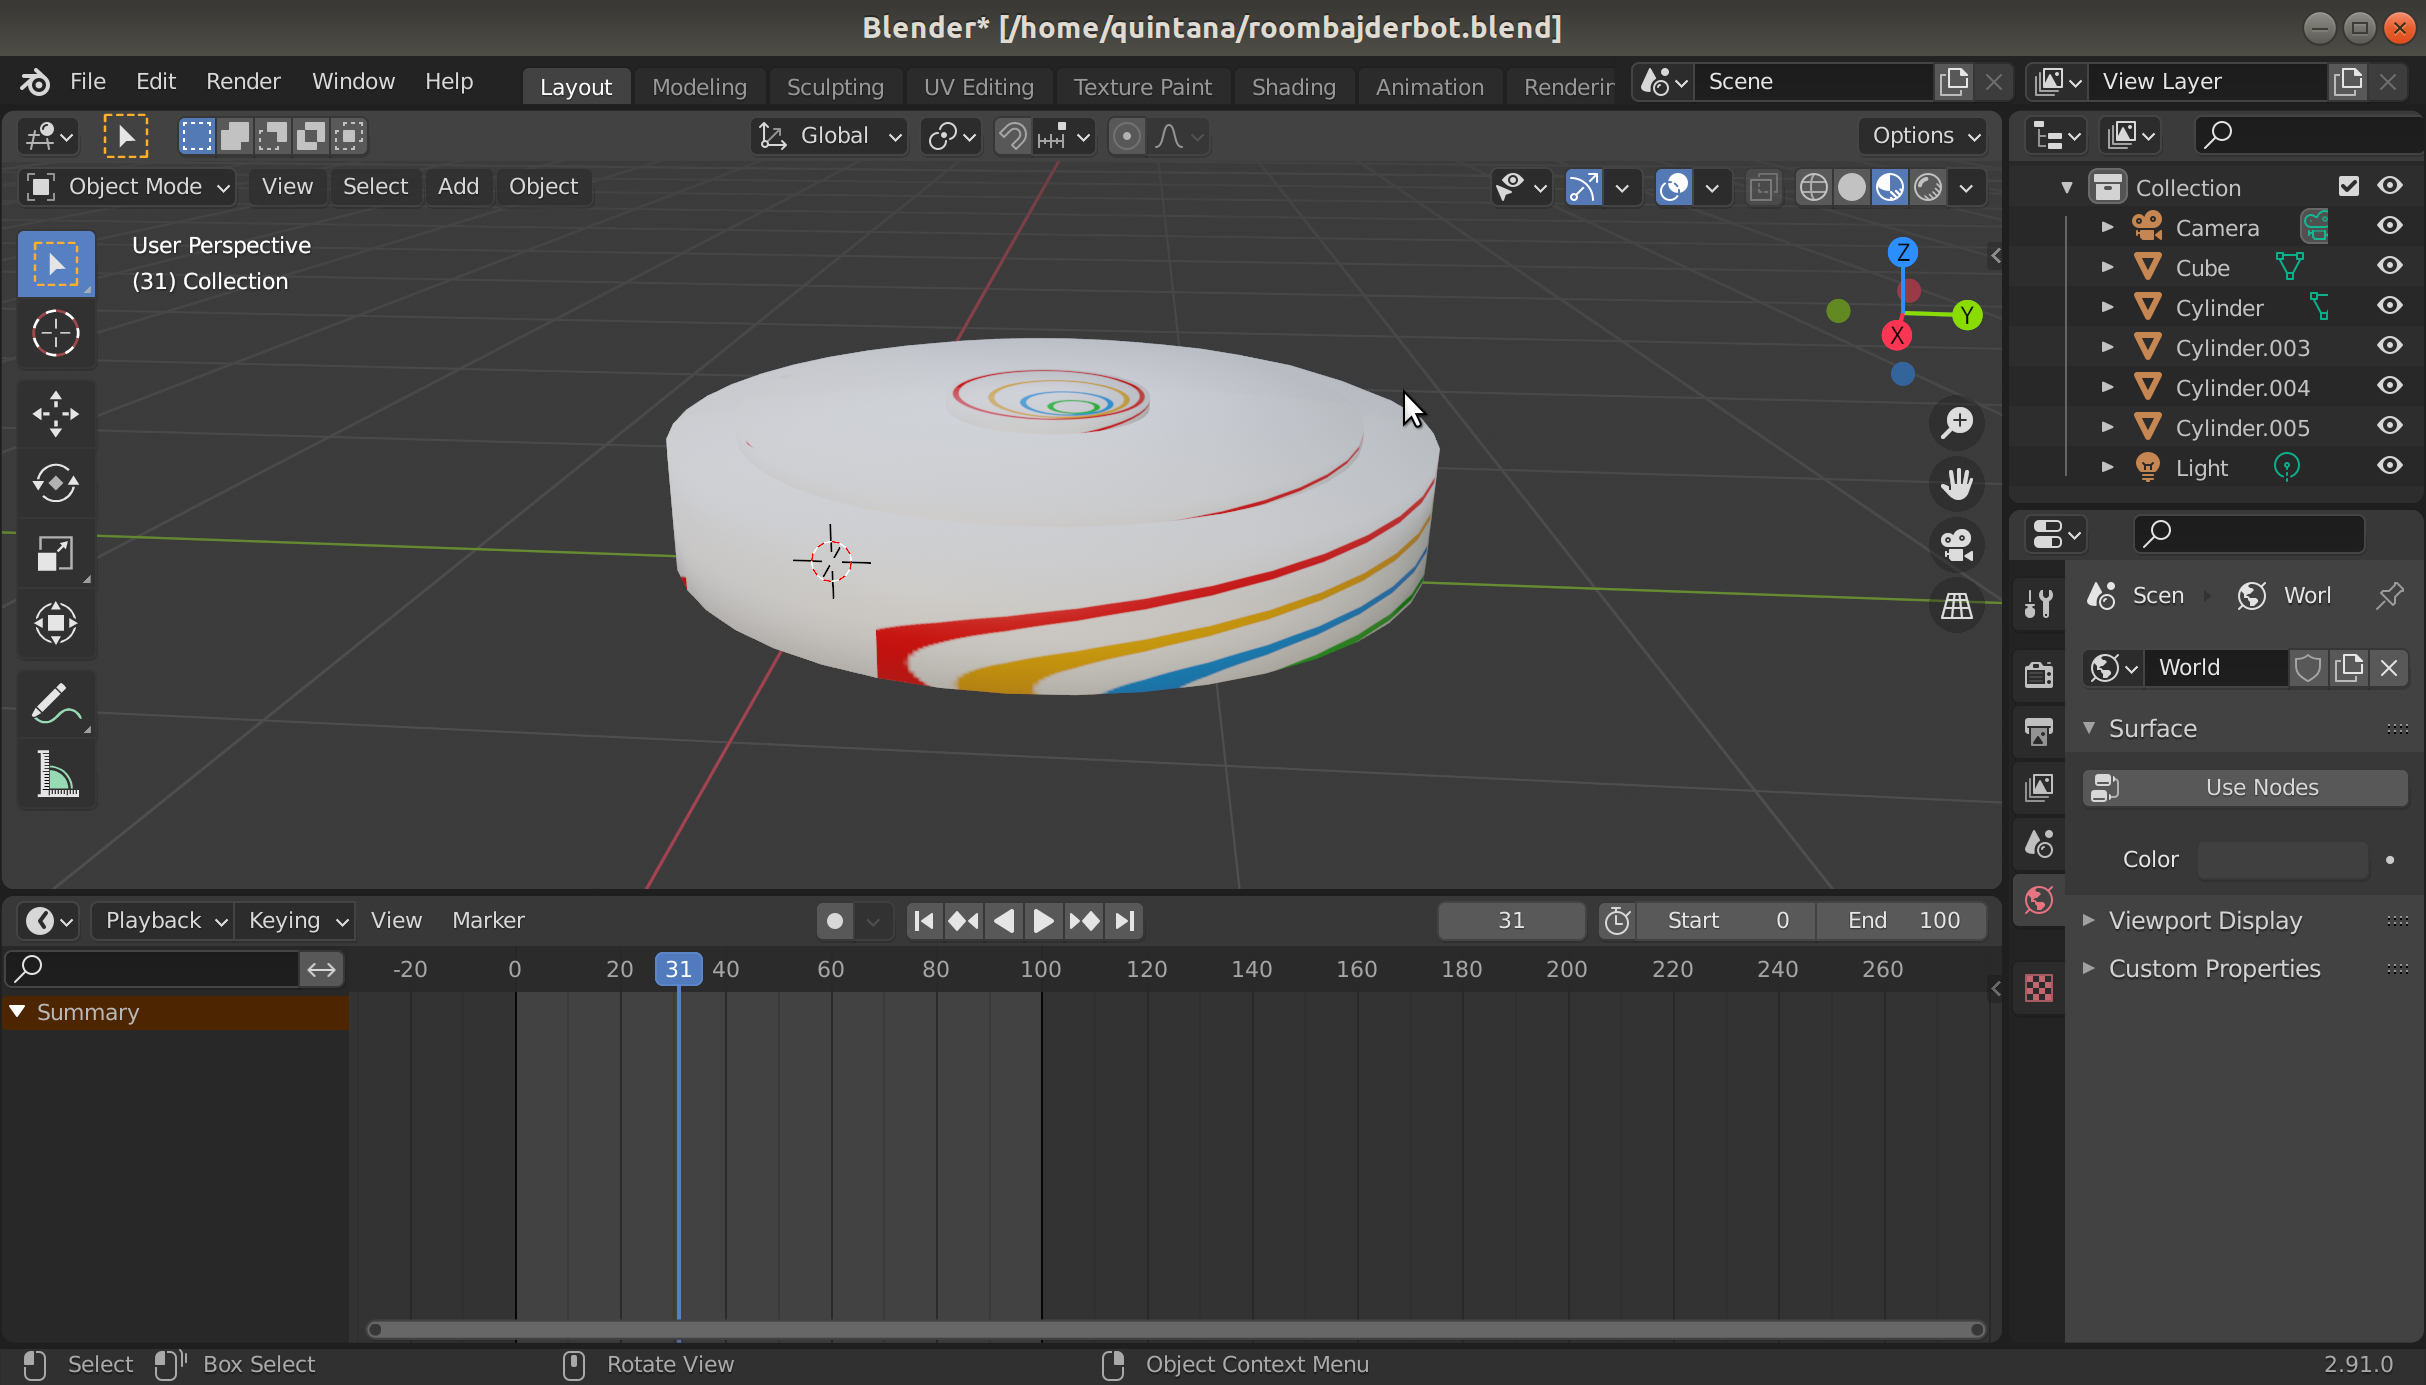 Blender* [/home/quintana/roombajderbot.blend]
File Edit Render Window Help Layout Modeling Sculpting UV Editing Texture Paint Shading Animation Renderir Scene View Layer
Global Options
Object Mode View Select Add Object
User Perspective
(31) Collection
Z
Y
X
Collection
Camera
Cube
Cylinder
Cylinder.003
Cylinder.004
Cylinder.005
Light
Scen Worl
World
Surface
Use Nodes
Color
Viewport Display
Custom Properties
Playback Keying View Marker 31 Start 0 End 100
-20 0 20 31 40 60 80 100 120 140 160 180 200 220 240 260
Summary
Select Box Select Rotate View Object Context Menu 2.91.0